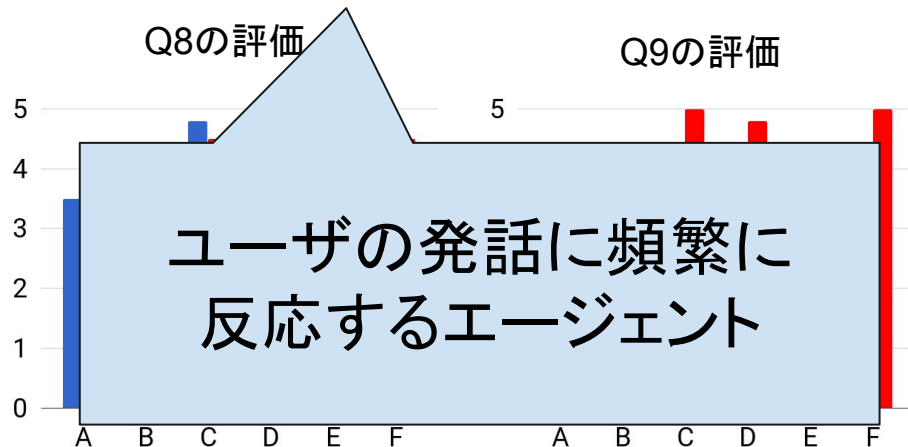 Q8の評価
Q9の評価
5
4
3
2
1
0
5
ユーザの発話に頻繁に
反応するエージェント
A B C D E F
A B C D E F